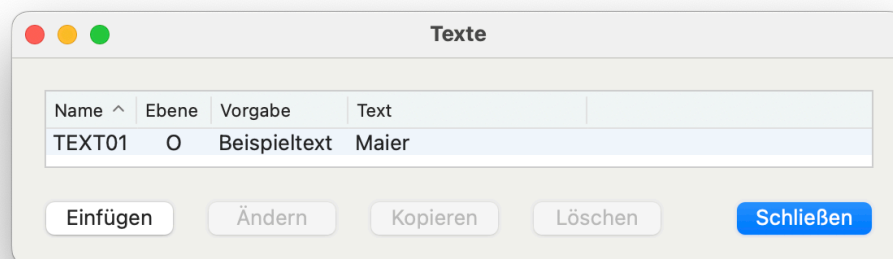 Texte
Name Ebene Vorgabe Text
TEXT01 O Beispieltext Maier
Einfügen Ändern Kopieren Löschen Schließen